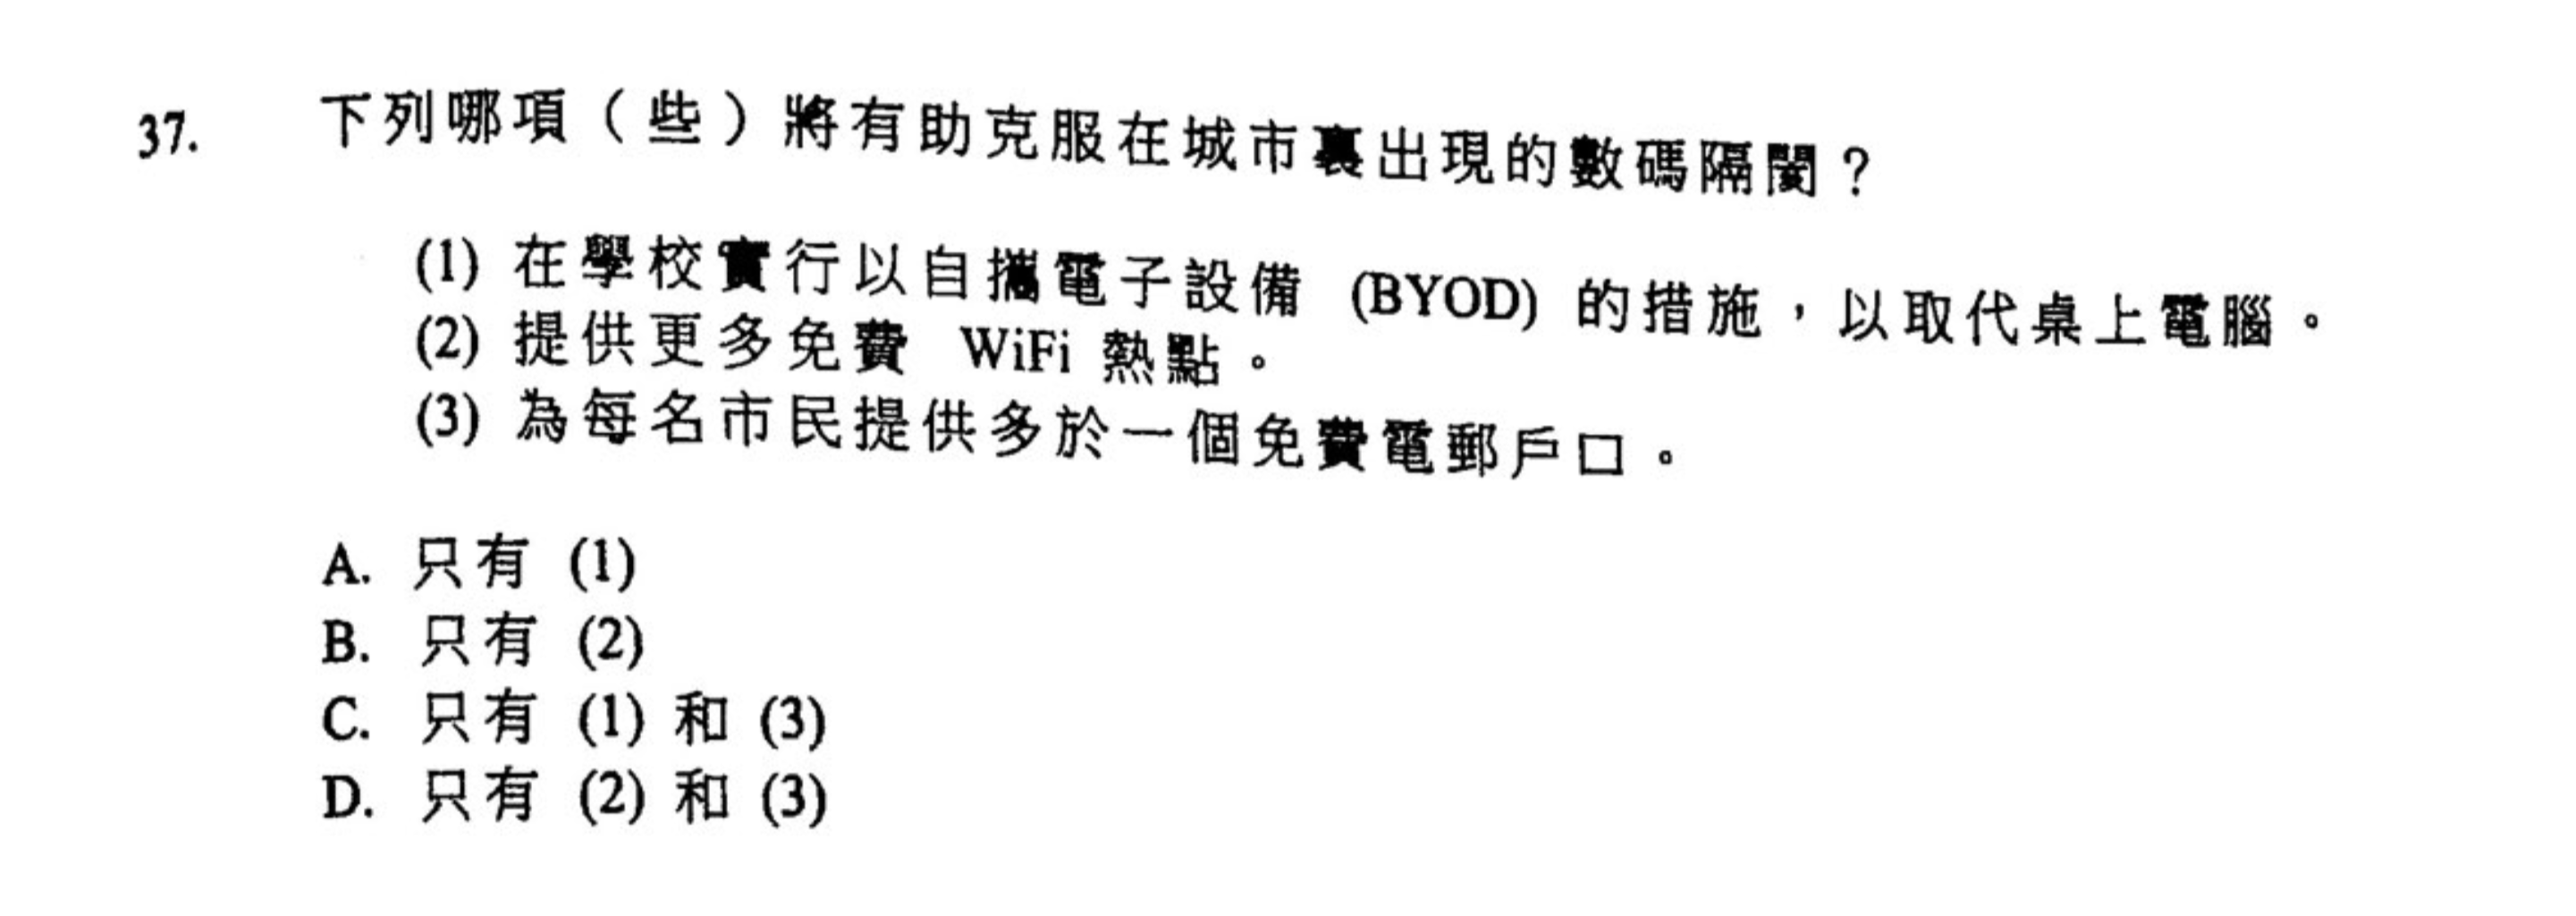 37. 下列哪項（些）將有助克服在城市裏出現的數碼隔閡？
(1) 在學校實行以自攜電子設備 (BYOD) 的措施，以取代桌上電腦。
(2) 提供更多免費 WiFi 熱點。
(3) 為每名市民提供多於一個免費電郵戶口。
A. 只有 (1)
B. 只有 (2)
C. 只有 (1) 和 (3)
D. 只有 (2) 和 (3)